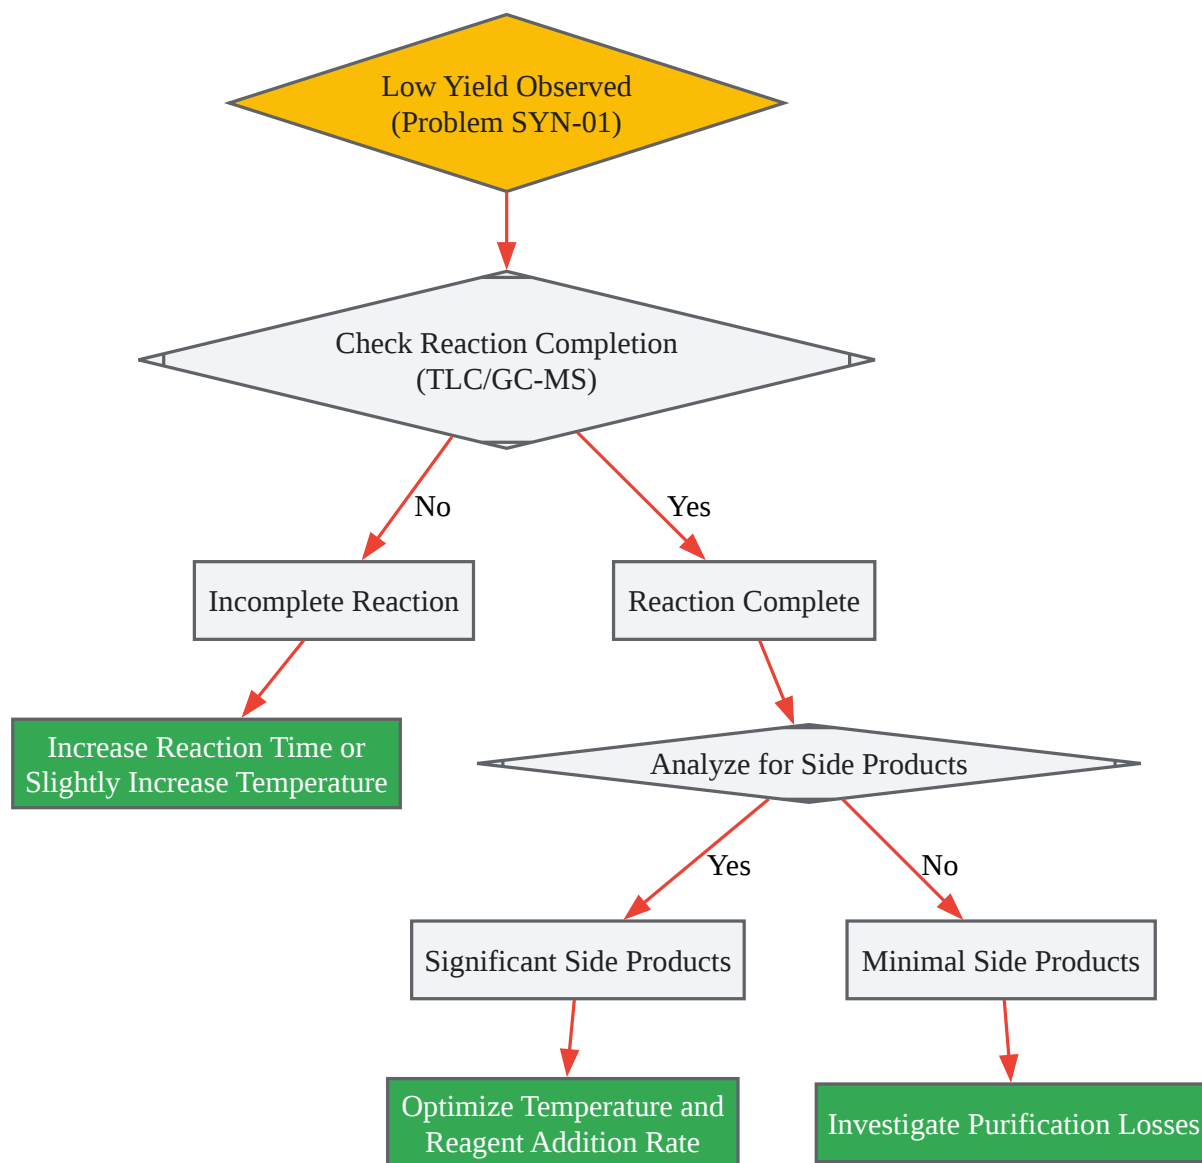 Low Yield Observed
(Problem SYN-01)
Check Reaction Completion
(TLC/GC-MS)
No
Yes
Incomplete Reaction
Reaction Complete
Increase Reaction Time or
Slightly Increase Temperature
Analyze for Side Products
Yes
No
Significant Side Products
Minimal Side Products
Optimize Temperature and
Reagent Addition Rate
Investigate Purification Losses